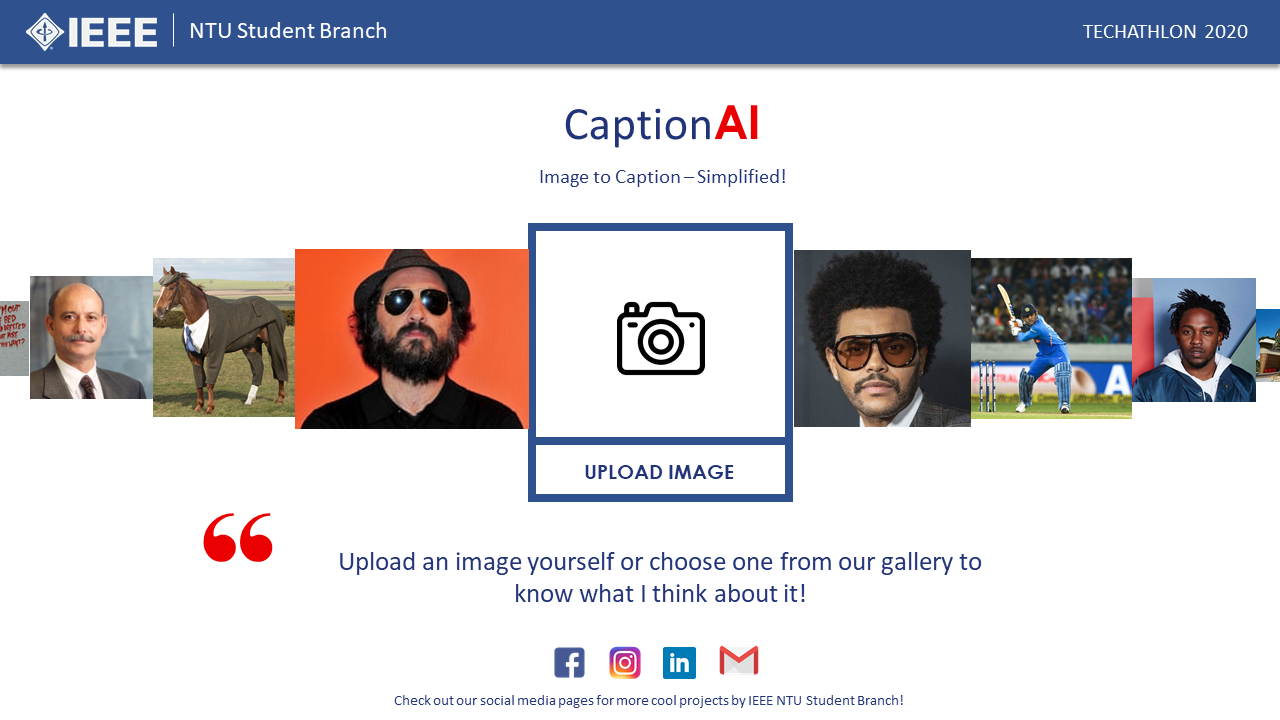 IEEE NTU Student Branch TECHATHLON 2020
CaptionAI
Image to Caption – Simplified!
UPLOAD IMAGE
“
Upload an image yourself or choose one from our gallery to
know what I think about it!
Check out our social media pages for more cool projects by IEEE NTU Student Branch!